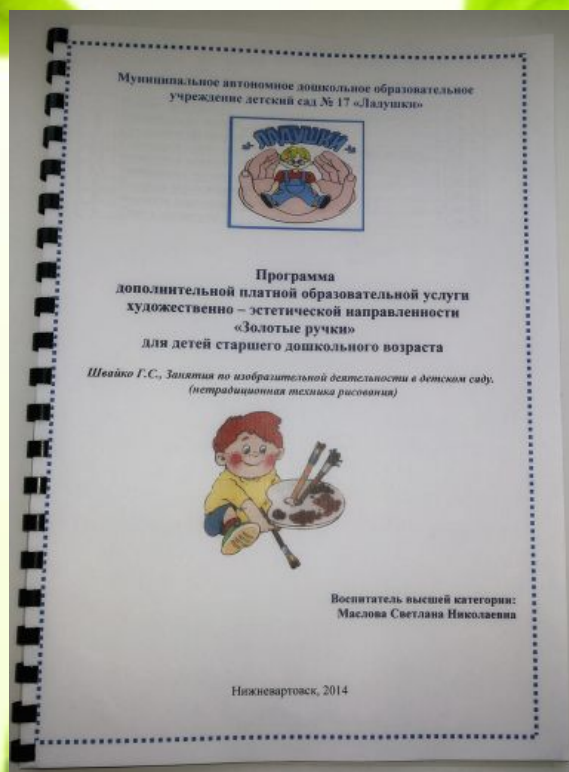 Муниципальное автономное дошкольное образовательное
учреждение детский сад № 17 «Ладушки»
« ЛАДУШКИ »
Программа
дополнительной платной образовательной услуги
художественно – эстетической направленности
«Золотые ручки»
для детей старшего дошкольного возраста
Швайко Г.С., Занятия по изобразительной деятельности в детском саду.
(нетрадиционная техника рисования)
Воспитатель высшей категории:
Маслова Светлана Николаевна
Нижневартовск, 2014